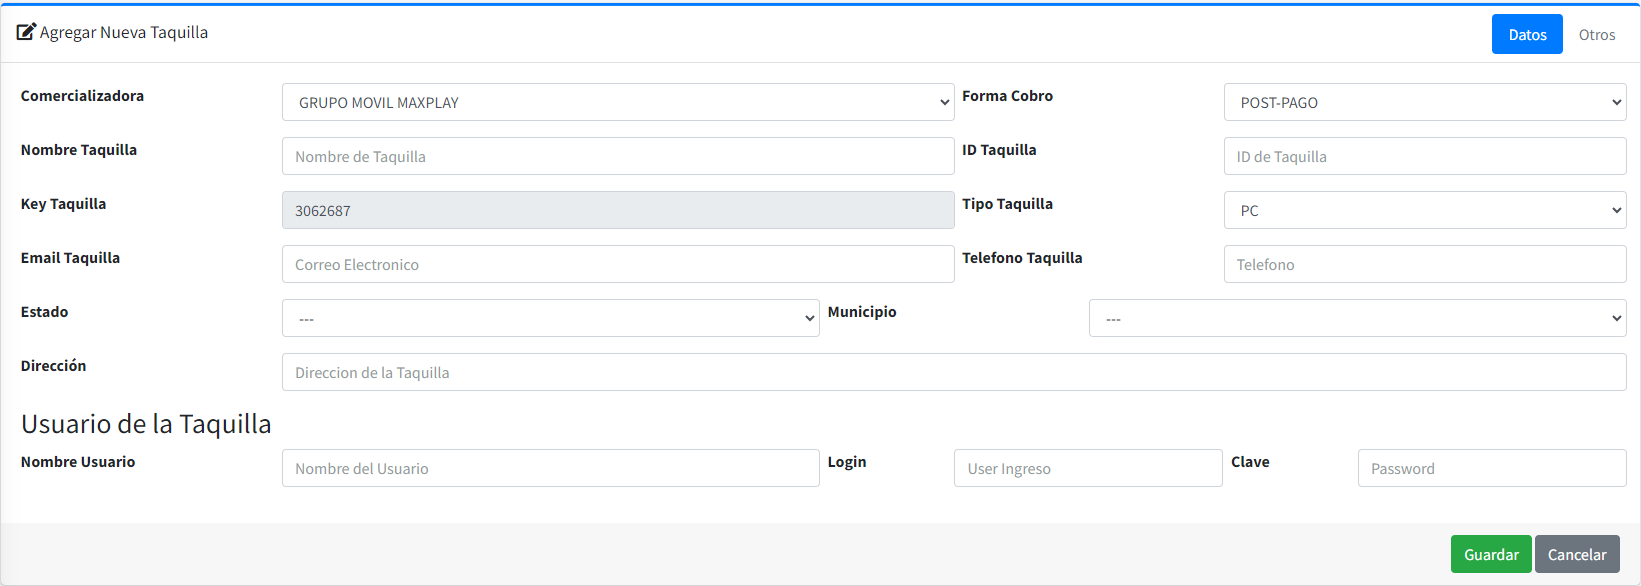 Agregar Nueva Taquilla Datos Otros
Comercializadora GRUPO MOVIL MAXPLAY Forma Cobro POST-PAGO
Nombre Taquilla Nombre de Taquilla ID Taquilla ID de Taquilla
Key Taquilla 3062687 Tipo Taquilla PC
Email Taquilla Correo Electronico Telefono Taquilla Telefono
Estado --- Municipio ---
Dirección Direccion de la Taquilla
Usuario de la Taquilla
Nombre Usuario Nombre del Usuario Login User Ingreso Clave Password
Guardar Cancelar